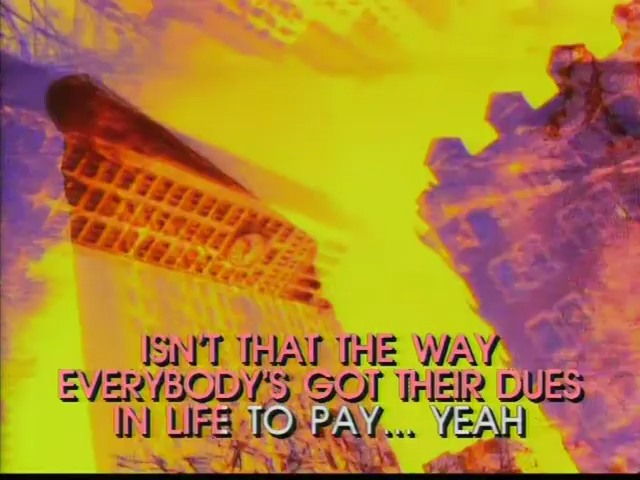 ISN'T THAT THE WAY
EVERYBODY'S GOT THEIR DUES
IN LIFE TO PAY... YEAH